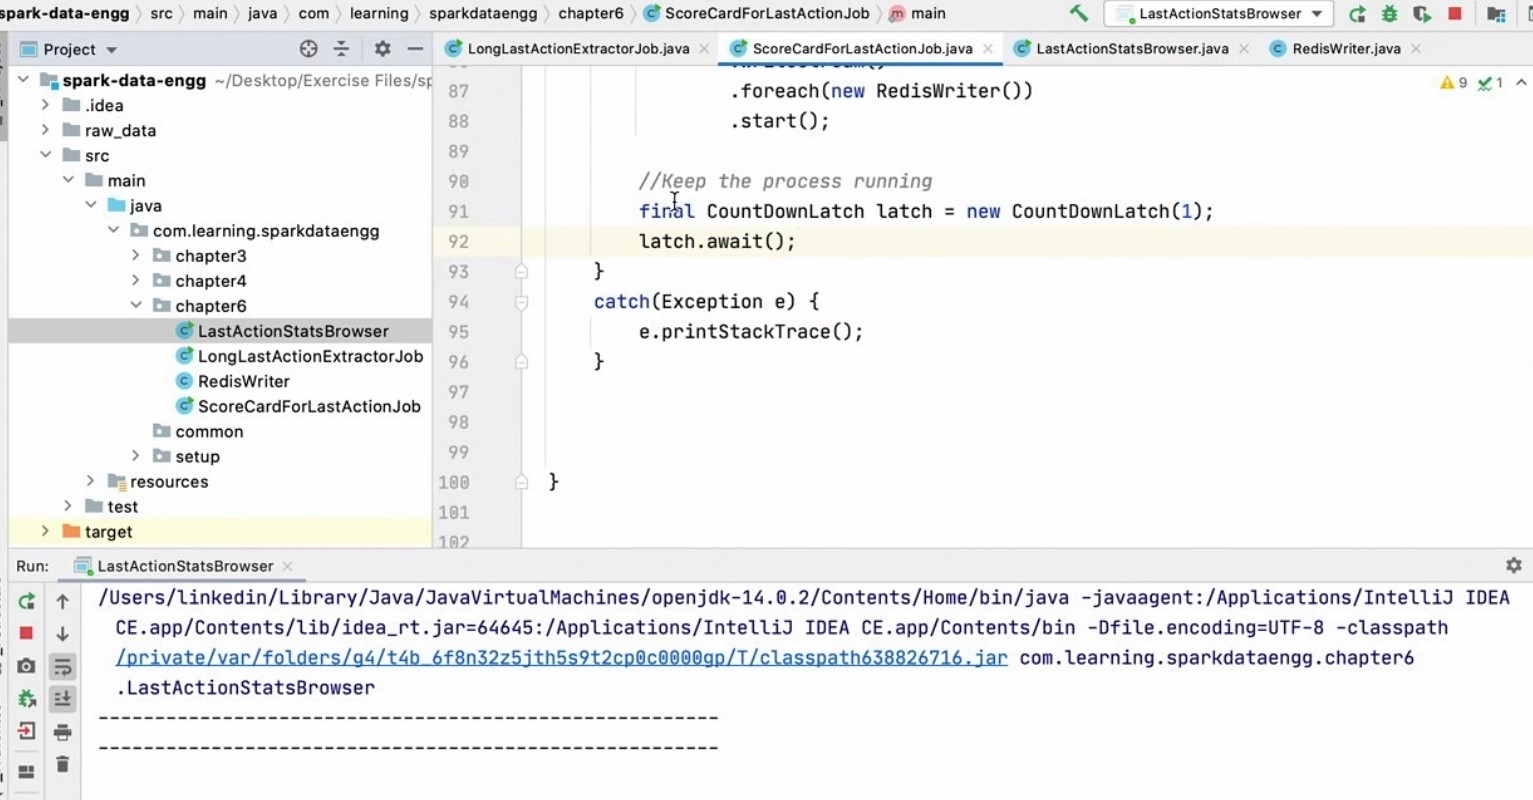 spark-data-engg src main java com learning sparkdataengg chapter6 ScoreCardForLastActionJob main LastActionStatsBrowser
Project LongLastActionExtractorJob.java ScoreCardForLastActionJob.java LastActionStatsBrowser.java RedisWriter.java
spark-data-engg ~/Desktop/Exercise Files/sp
.idea
raw_data
src
main
java
com.learning.sparkdataengg
chapter3
chapter4
chapter6
LastActionStatsBrowser
LongLastActionExtractorJob
RedisWriter
ScoreCardForLastActionJob
common
setup
resources
test
target
9 1
87 .foreach(new RedisWriter())
88 .start();
89
90 //Keep the process running
91 final CountDownLatch latch = new CountDownLatch(1);
92 latch.await();
93 }
94 catch(Exception e) {
95 e.printStackTrace();
96 }
97
98
99
100 }
101
102
Run: LastActionStatsBrowser
/Users/linkedin/Library/Java/JavaVirtualMachines/openjdk-14.0.2/Contents/Home/bin/java -javaagent:/Applications/IntelliJ IDEA
CE.app/Contents/lib/idea_rt.jar=64645:/Applications/IntelliJ IDEA CE.app/Contents/bin -Dfile.encoding=UTF-8 -classpath
/private/var/folders/g4/t4b_6f8n32z5jth5s9t2cp0c0000gp/T/classpath638826716.jar com.learning.sparkdataengg.chapter6
.LastActionStatsBrowser
-------------------------------------------------------
-------------------------------------------------------